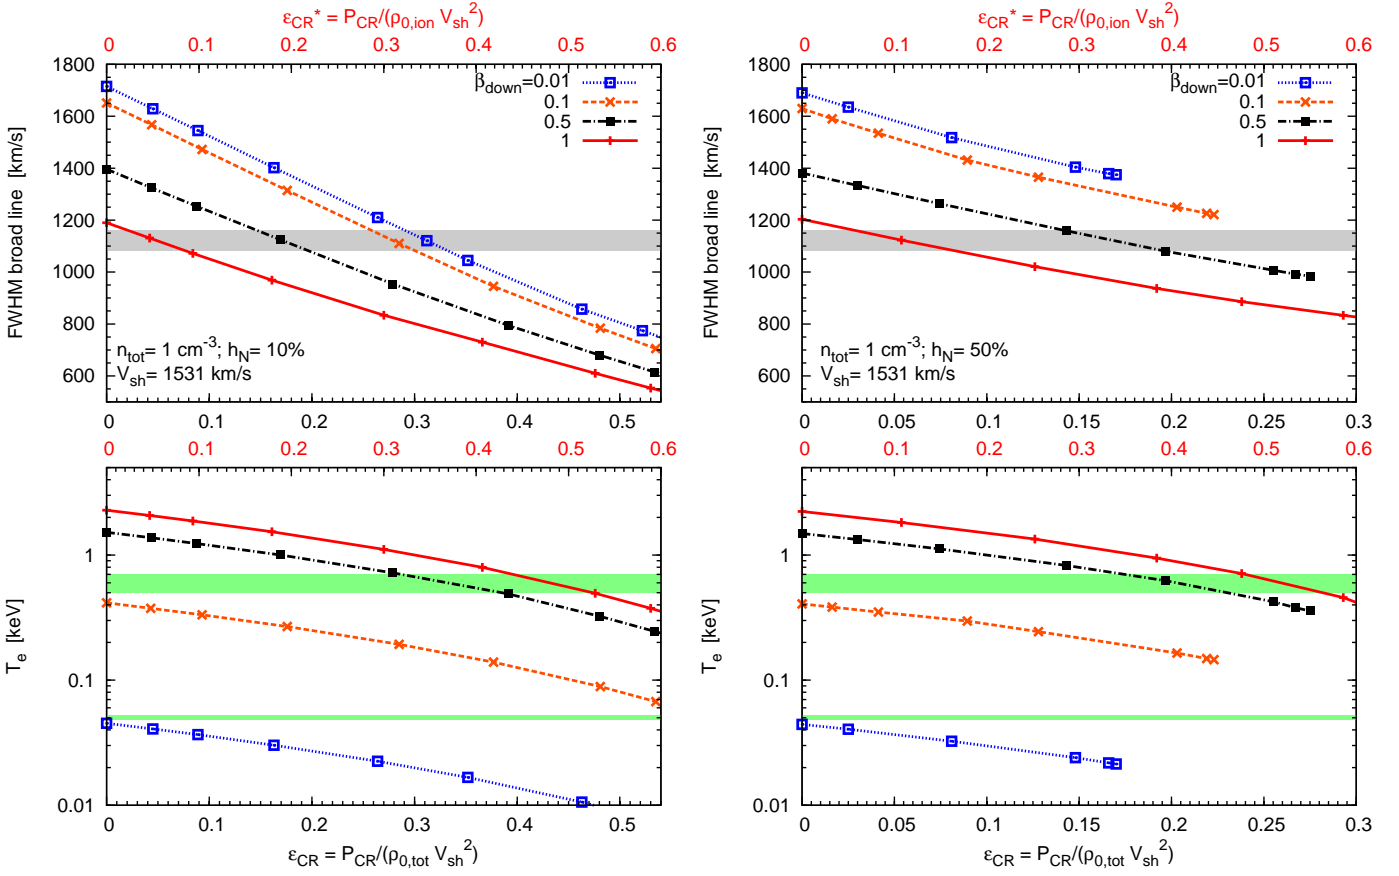 ε_CR* = P_CR/(ρ_0,ion V_sh^2)
0 0.1 0.2 0.3 0.4 0.5 0.6
FWHM broad line [km/s]
1800
1600
1400
1200
1000
800
600
β_down=0.01
0.1
0.5
1
n_tot= 1 cm^-3; h_N= 10%
V_sh= 1531 km/s
0 0.1 0.2 0.3 0.4 0.5
ε_CR* = P_CR/(ρ_0,ion V_sh^2)
0 0.1 0.2 0.3 0.4 0.5 0.6
FWHM broad line [km/s]
1800
1600
1400
1200
1000
800
600
β_down=0.01
0.1
0.5
1
n_tot= 1 cm^-3; h_N= 50%
V_sh= 1531 km/s
0 0.05 0.1 0.15 0.2 0.25 0.3
0 0.1 0.2 0.3 0.4 0.5 0.6
T_e [keV]
1
0.1
0.01
0 0.1 0.2 0.3 0.4 0.5
ε_CR = P_CR/(ρ_0,tot V_sh^2)
0 0.1 0.2 0.3 0.4 0.5 0.6
T_e [keV]
1
0.1
0.01
0 0.05 0.1 0.15 0.2 0.25 0.3
ε_CR = P_CR/(ρ_0,tot V_sh^2)